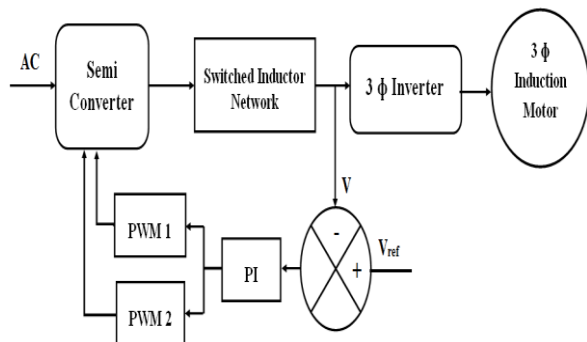 AC
Semi
Converter
Switched Inductor
Network
3 ϕ Inverter
3 ϕ
Induction
Motor
V
-
+
Vref
PI
PWM 1
PWM 2